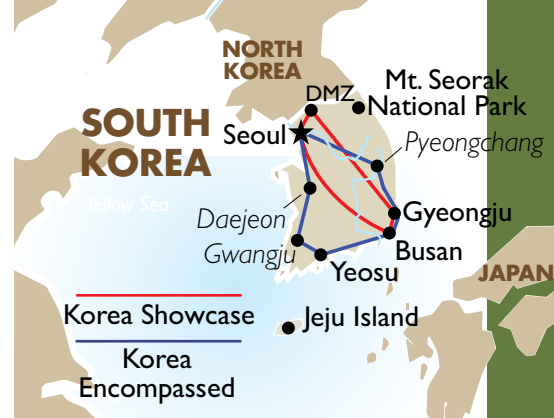 NORTH
KOREA
Mt. Seorak
National Park
DMZ
SOUTH
KOREA
Seoul
Pyeongchang
Yellow Sea
Daejeon
Gyeongju
Gwangju
Busan
Yeosu
JAPAN
Korea Showcase
Jeju Island
Korea
Encompassed